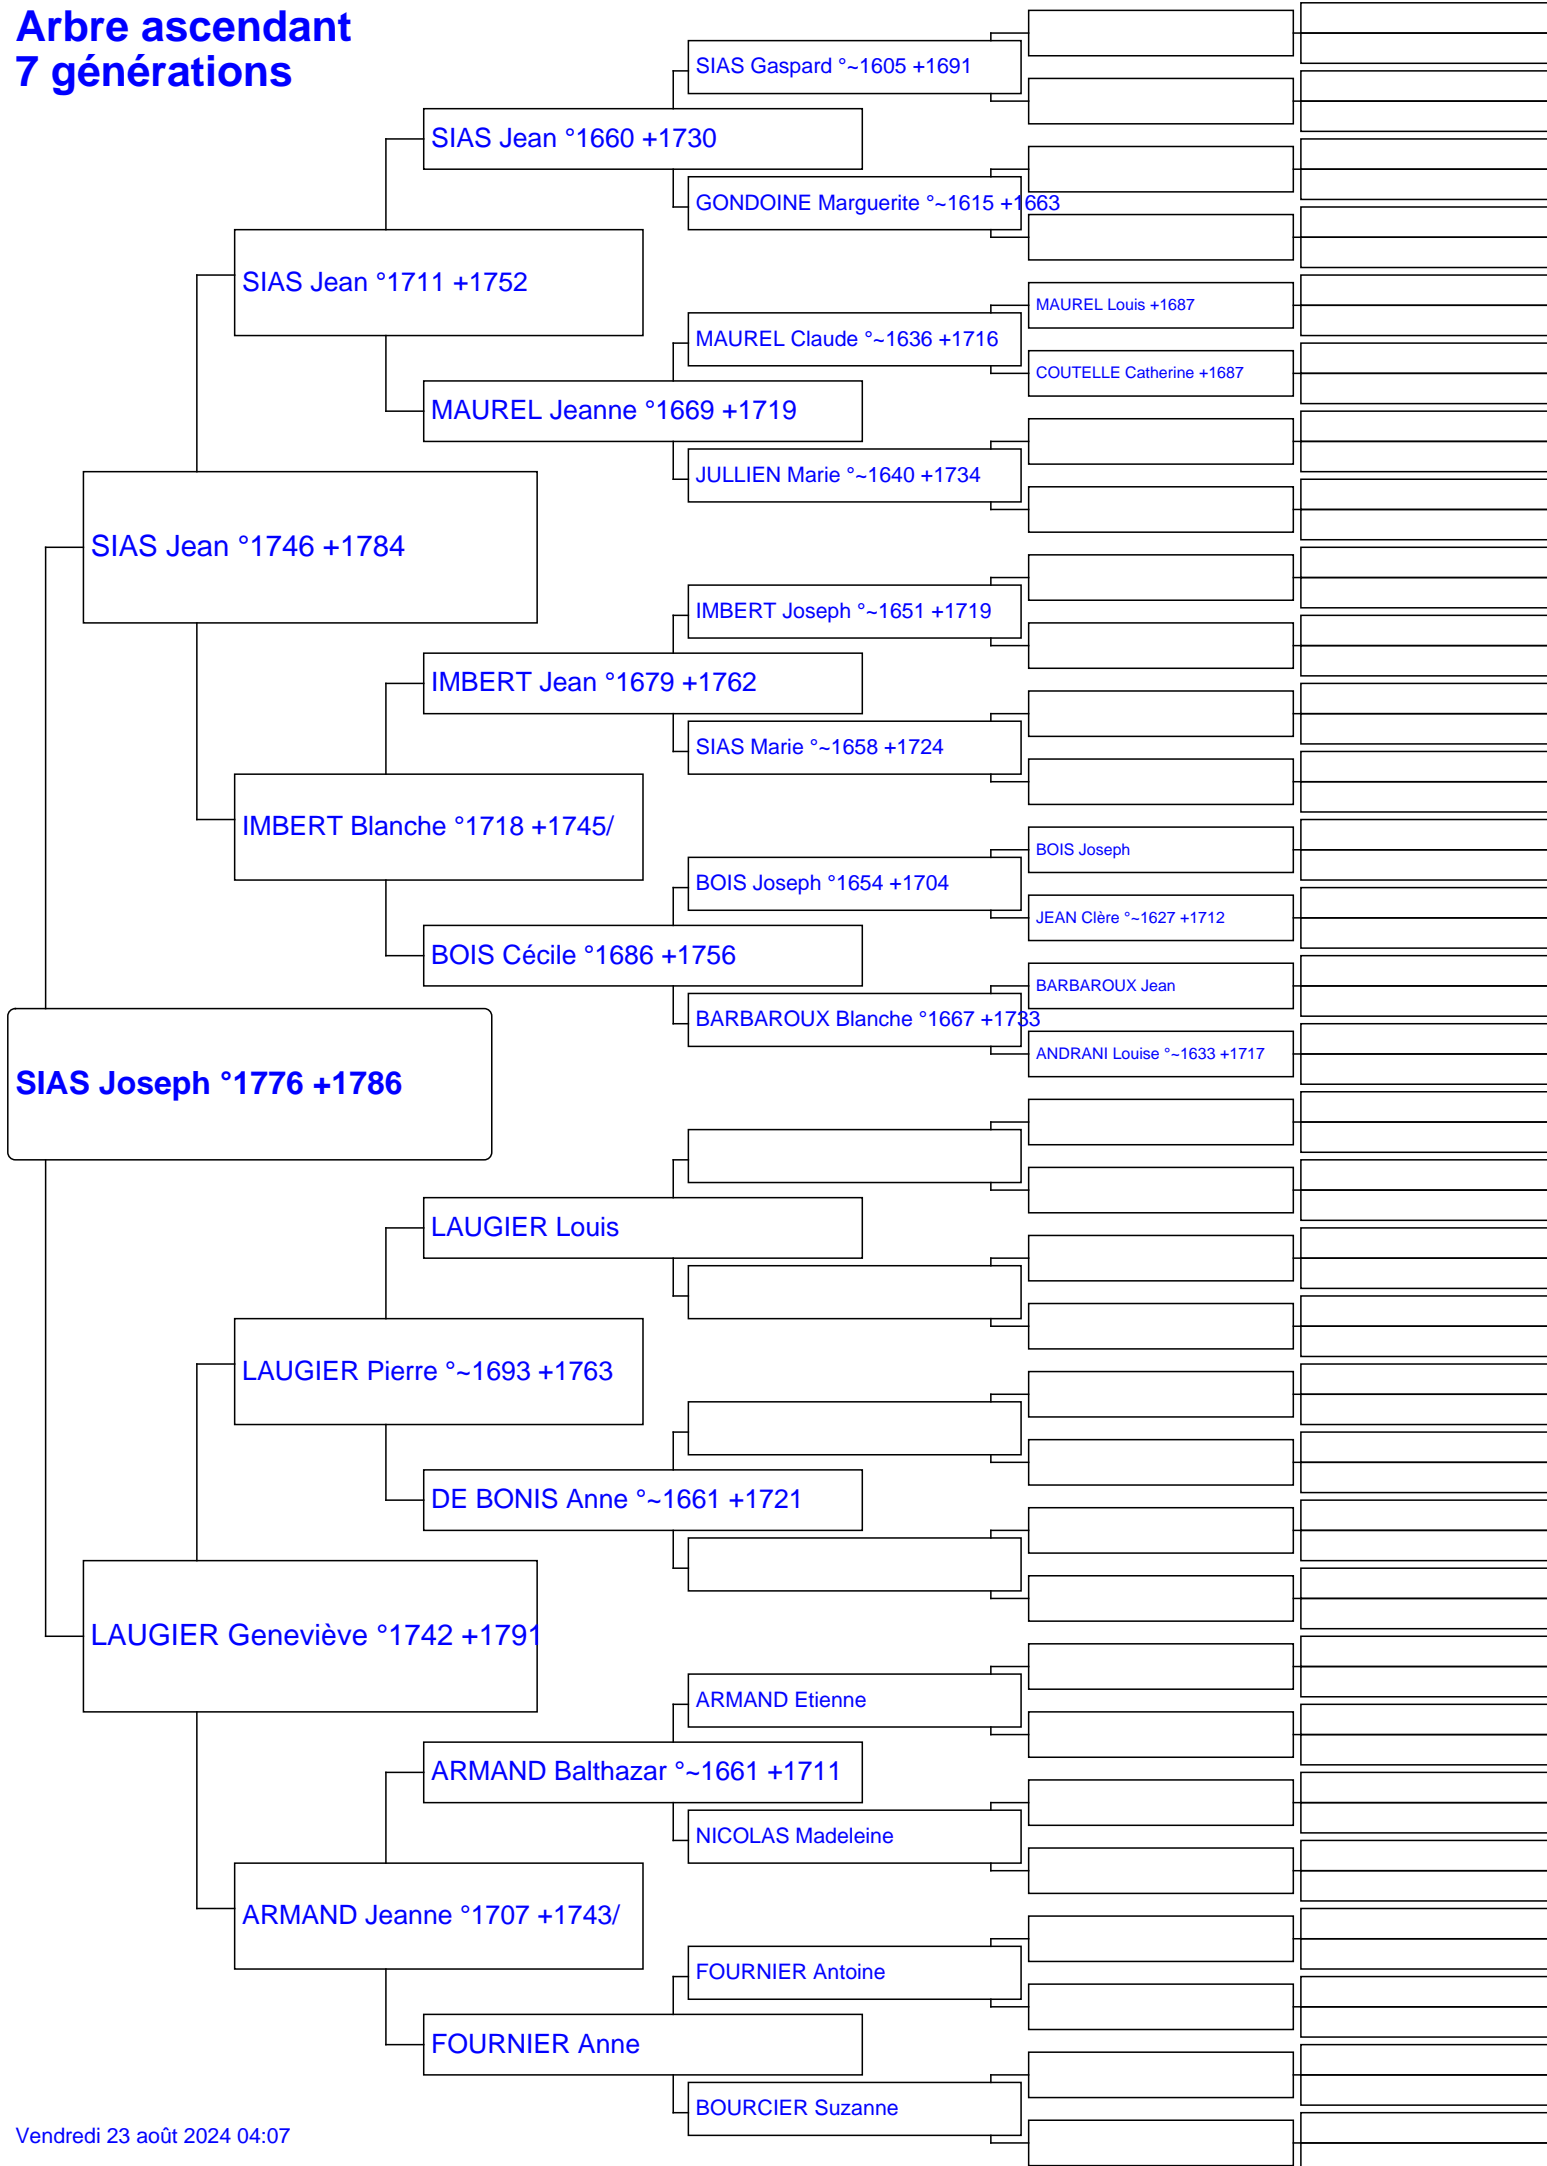 Arbre ascendant
7 générations
SIAS Gaspard °~1605 +1691
SIAS Jean °1660 +1730
GONDOINE Marguerite °~1615 +1663
SIAS Jean °1711 +1752
MAUREL Louis +1687
MAUREL Claude °~1636 +1716
COUTELLE Catherine +1687
MAUREL Jeanne °1669 +1719
JULLIEN Marie °~1640 +1734
SIAS Jean °1746 +1784
IMBERT Joseph °~1651 +1719
IMBERT Jean °1679 +1762
SIAS Marie °~1658 +1724
IMBERT Blanche °1718 +1745/
BOIS Joseph
BOIS Joseph °1654 +1704
JEAN Clère °~1627 +1712
BOIS Cécile °1686 +1756
BARBAROUX Jean
BARBAROUX Blanche °1667 +1733
ANDRANI Louise °~1633 +1717
SIAS Joseph °1776 +1786
LAUGIER Louis
LAUGIER Pierre °~1693 +1763
DE BONIS Anne °~1661 +1721
LAUGIER Geneviève °1742 +1791
ARMAND Etienne
ARMAND Balthazar °~1661 +1711
NICOLAS Madeleine
ARMAND Jeanne °1707 +1743/
FOURNIER Antoine
FOURNIER Anne
BOURCIER Suzanne
Vendredi 23 août 2024 04:07